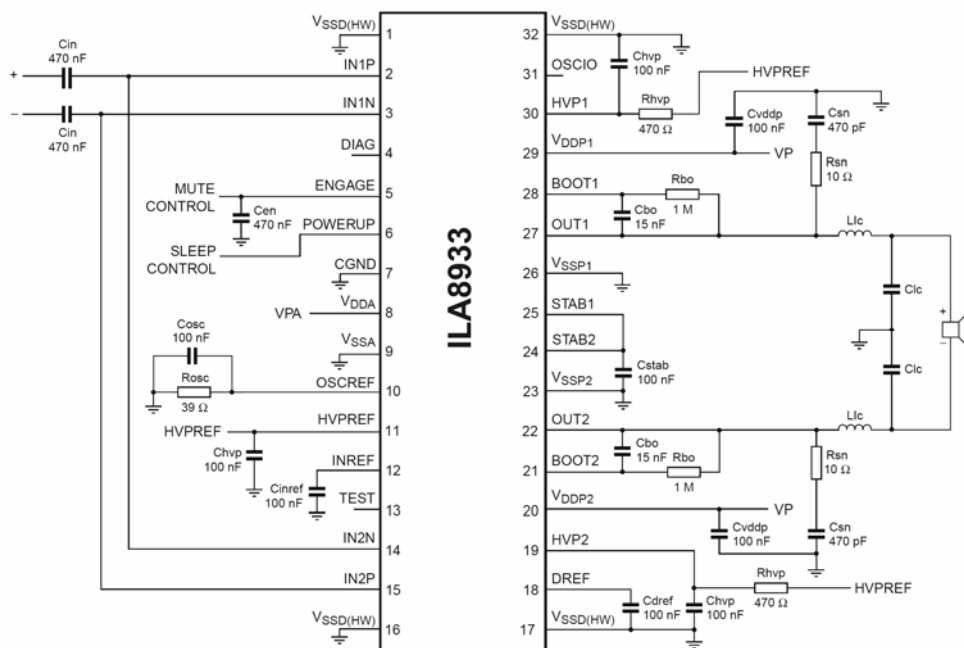 VSSD(HW)
1
Cin
470 nF
+
IN1P
2
–
IN1N
3
Cin
470 nF
DIAG
4
MUTE
CONTROL
ENGAGE
5
Cen
470 nF
POWERUP
6
SLEEP
CONTROL
CGND
7
VPA
VDDA
8
Cosc
100 nF
VSSA
9
Rosc
39 Ω
OSCREF
10
HVPREF
HVPREF
11
Chvp
100 nF
INREF
12
Cinref
100 nF
TEST
13
IN2N
14
IN2P
15
VSSD(HW)
16
ILA8933
32
VSSD(HW)
Chvp
100 nF
31
OSCIO
HVPREF
30
HVP1
Rhvp
470 Ω
Cvddp
100 nF
Csn
470 pF
29
VDDP1
VP
Rsn
10 Ω
28
BOOT1
Rbo
1 M
Cbo
15 nF
27
OUT1
Llc
26
VSSP1
Clc
25
STAB1
+
–
24
STAB2
Cstab
100 nF
Clc
23
VSSP2
22
OUT2
Llc
Cbo
15 nF
Rbo
1 M
Rsn
10 Ω
21
BOOT2
20
VDDP2
VP
Cvddp
100 nF
Csn
470 pF
19
HVP2
18
DREF
Rhvp
470 Ω
HVPREF
Cdref
100 nF
Chvp
100 nF
17
VSSD(HW)